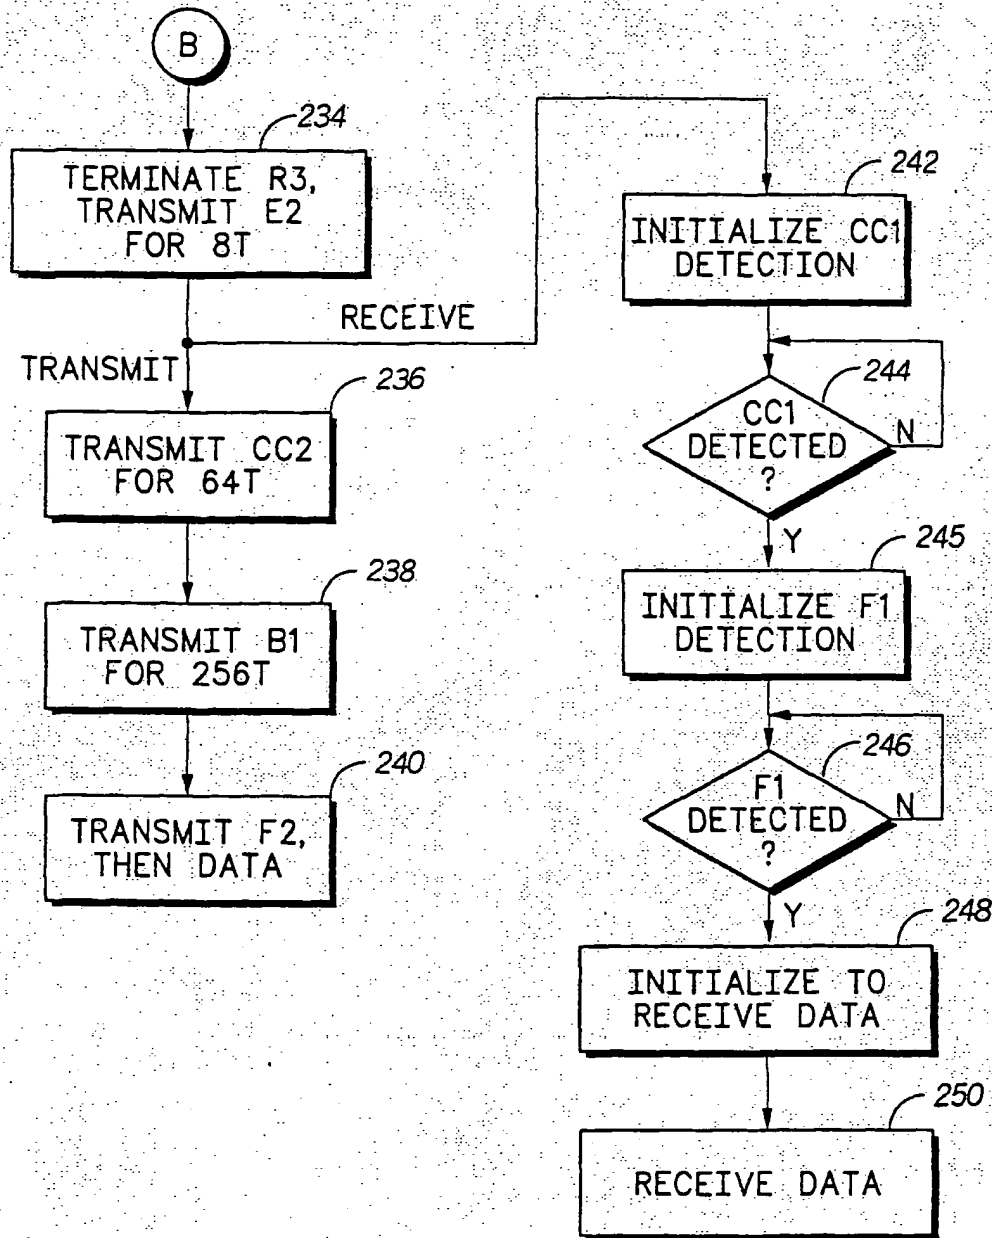 B
234
TERMINATE R3,
TRANSMIT E2
FOR 8T
RECEIVE
TRANSMIT
236
TRANSMIT CC2
FOR 64T
238
TRANSMIT B1
FOR 256T
240
TRANSMIT F2,
THEN DATA
242
INITIALIZE CC1
DETECTION
244
CC1
DETECTED
?
N
Y
245
INITIALIZE F1
DETECTION
246
F1
DETECTED
?
N
Y
248
INITIALIZE TO
RECEIVE DATA
250
RECEIVE DATA